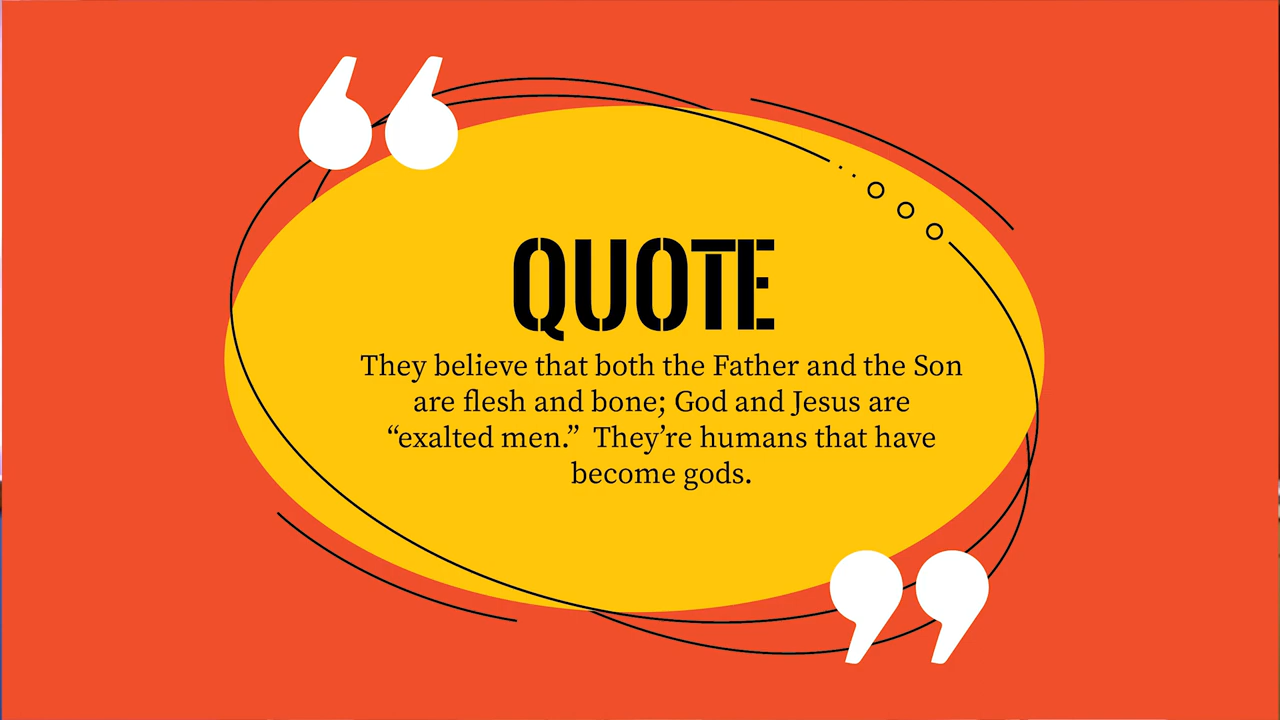 QUOTE
They believe that both the Father and the Son
are flesh and bone; God and Jesus are
“exalted men.”  They’re humans that have
become gods.